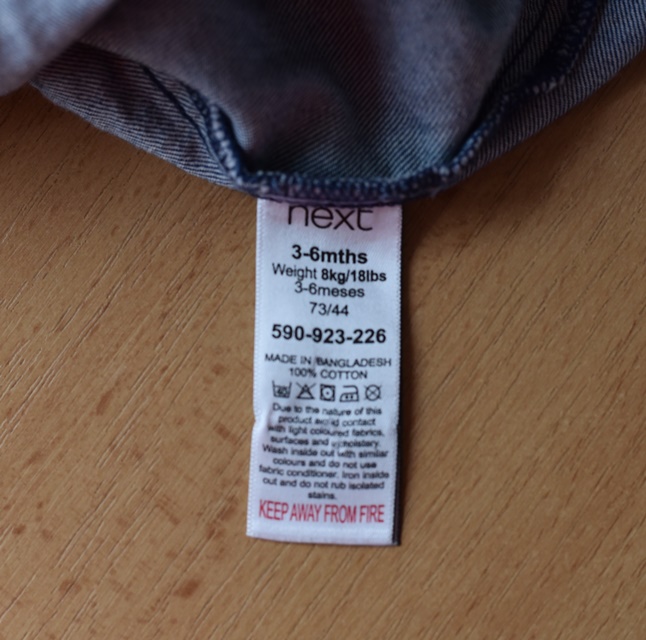 next
3-6mths
Weight 8kg/18lbs
3-6meses
73/44
590-923-226
MADE IN BANGLADESH
100% COTTON
Due to the nature of this
product avoid contact
with light coloured fabrics,
surfaces and upholstery.
Wash inside out with similar
colours and do not use
fabric conditioner. Iron inside
out and do not rub isolated
stains.
KEEP AWAY FROM FIRE